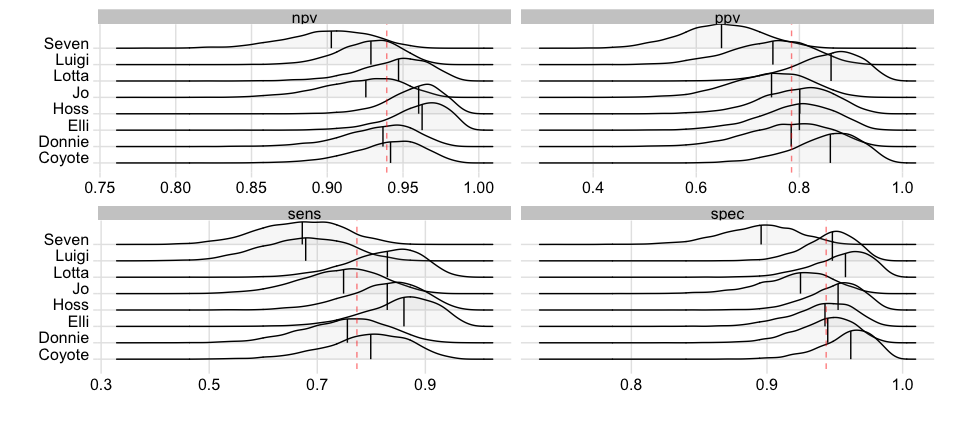 npv
ppv
Seven
Luigi
Lotta
Jo
Hoss
Elli
Donnie
Coyote
0.75 0.80 0.85 0.90 0.95 1.00
0.4 0.6 0.8 1.0
sens
spec
Seven
Luigi
Lotta
Jo
Hoss
Elli
Donnie
Coyote
0.3 0.5 0.7 0.9
0.8 0.9 1.0